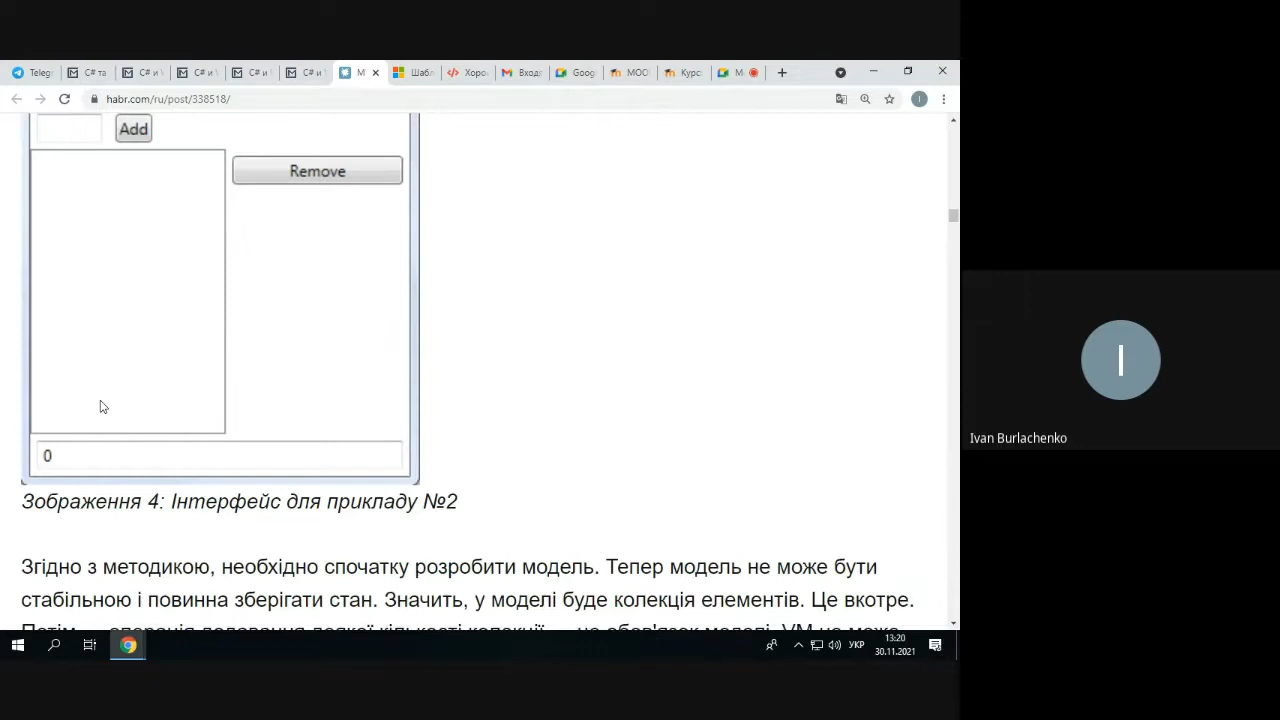 Telegr
C# та
C# и \
C# и \
C# и \
C# и \
M\
Шабл
Хоро
Входя
Goog
MOO
Курс
M
habr.com/ru/post/338518/
I
Add
Remove
0
Зображення 4: Інтерфейс для прикладу №2
Згідно з методикою, необхідно спочатку розробити модель. Тепер модель не може бути
стабільною і повинна зберігати стан. Значить, у моделі буде колекція елементів. Це вкотре.
I
Ivan Burlachenko
УКР
13:20
30.11.2021